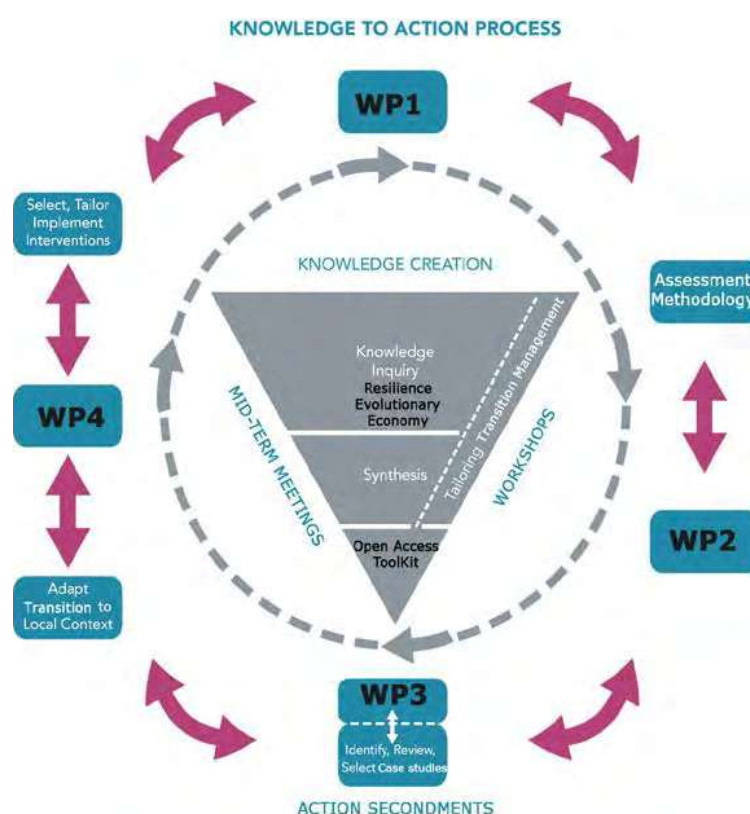 KNOWLEDGE TO ACTION PROCESS
WP1
Select, Tailor
Implement
Interventions
KNOWLEDGE CREATION
Assessment
Methodology
Knowledge
Inquiry
Resilience
Evolutionary
Economy
Tailoring Transition Management
MID-TERM MEETINGS
WORKSHOPS
WP4
Synthesis
WP2
Open Access
ToolKit
Adapt
Transition to
Local Context
WP3
Identify, Review,
Select Case studies
ACTION SECONDMENTS